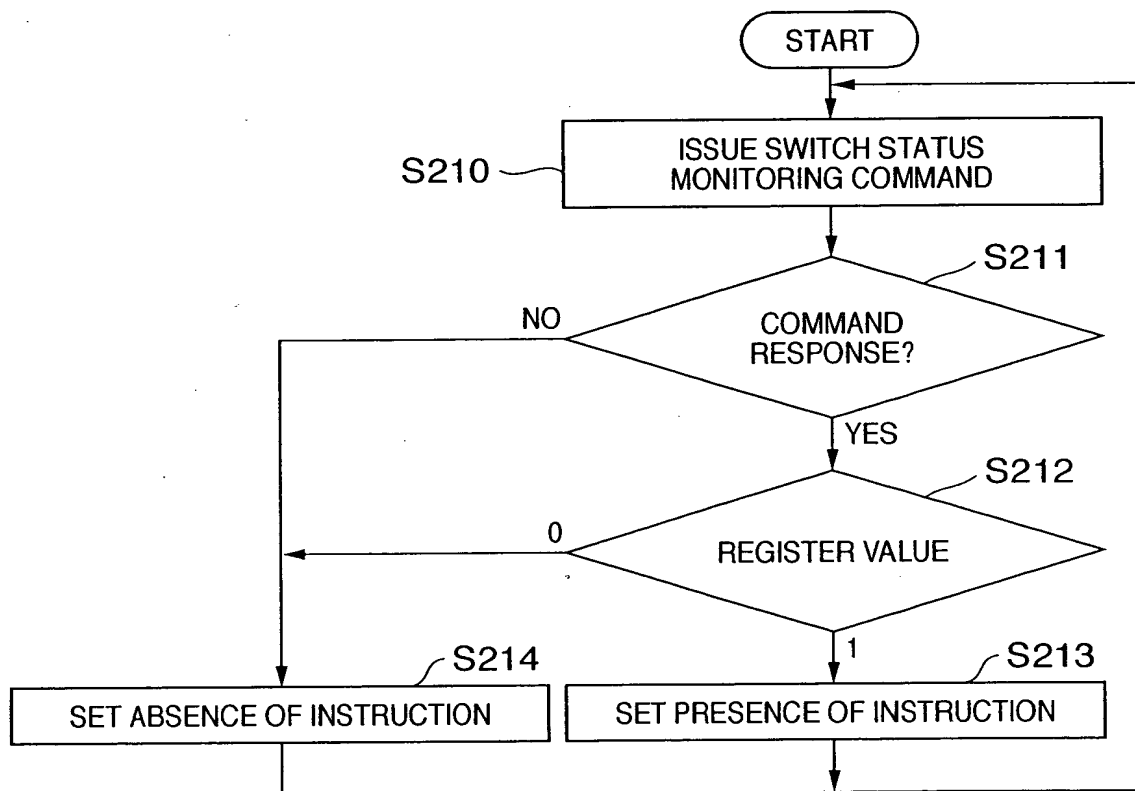 START
ISSUE SWITCH STATUS
MONITORING COMMAND
S210
S211
NO
COMMAND
RESPONSE?
YES
S212
0
REGISTER VALUE
1
S214
S213
SET ABSENCE OF INSTRUCTION
SET PRESENCE OF INSTRUCTION